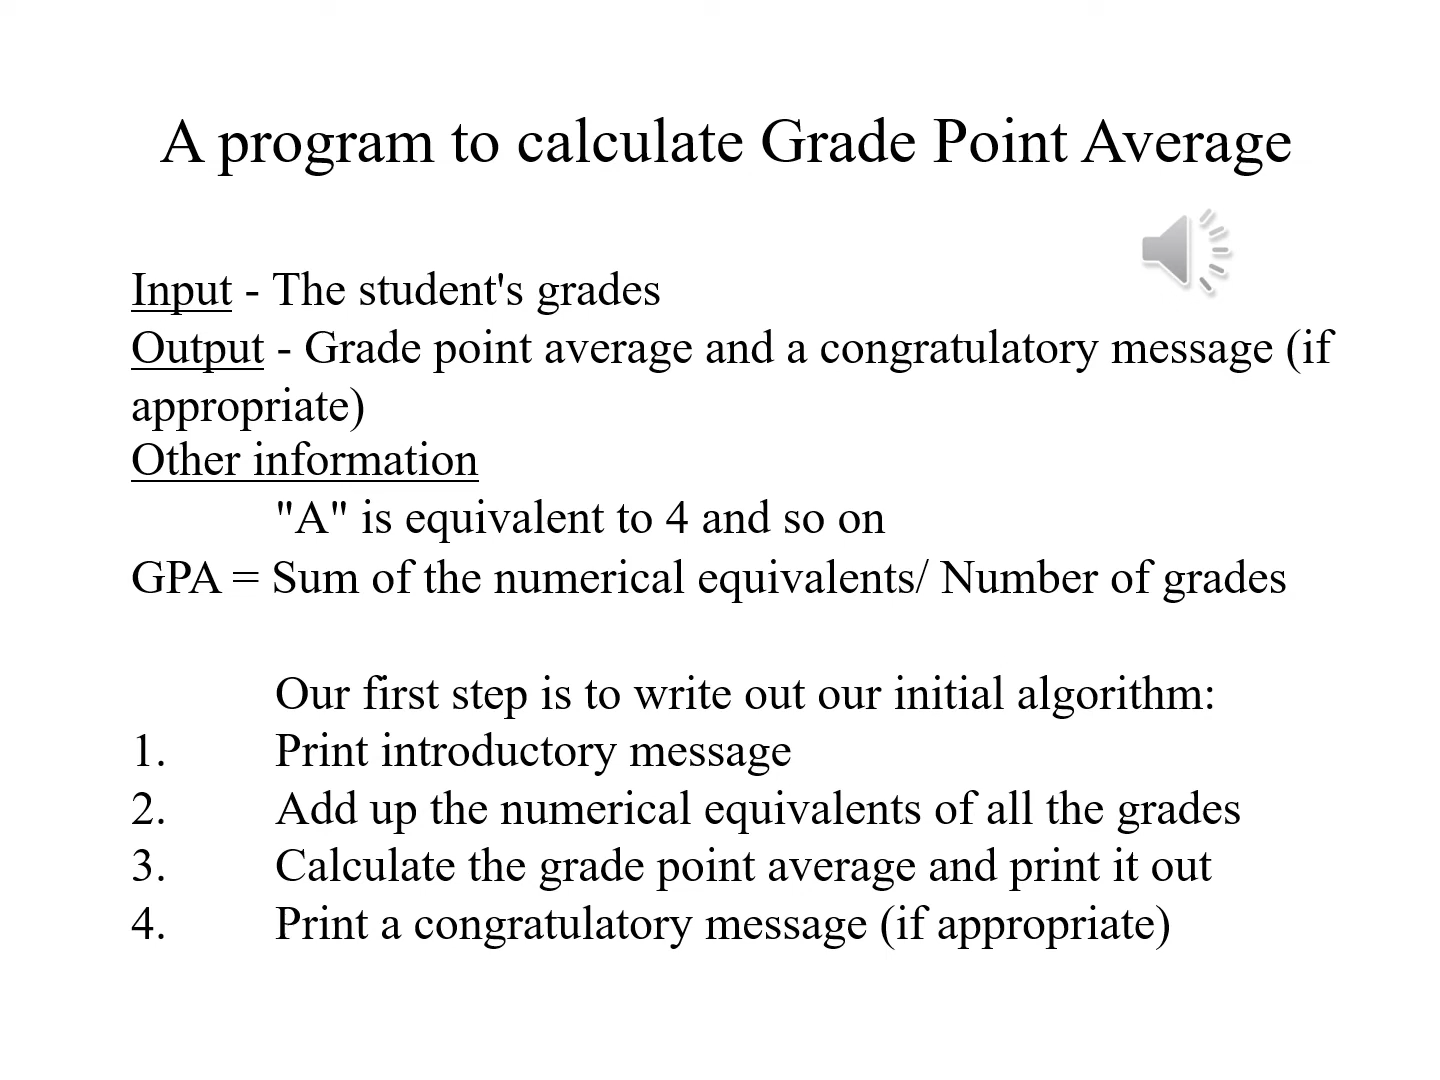 A program to calculate Grade Point Average
Input - The student's grades
Output - Grade point average and a congratulatory message (if
appropriate)
Other information
"A" is equivalent to 4 and so on
GPA = Sum of the numerical equivalents/ Number of grades
Our first step is to write out our initial algorithm:
1. Print introductory message
2. Add up the numerical equivalents of all the grades
3. Calculate the grade point average and print it out
4. Print a congratulatory message (if appropriate)